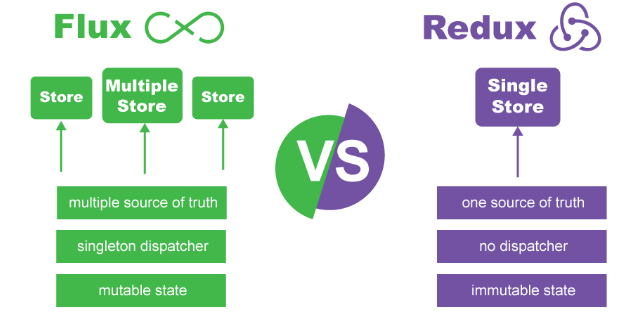 Flux
Redux
Store
Multiple
Store
Store
Single
Store
VS
multiple source of truth
singleton dispatcher
mutable state
one source of truth
no dispatcher
immutable state